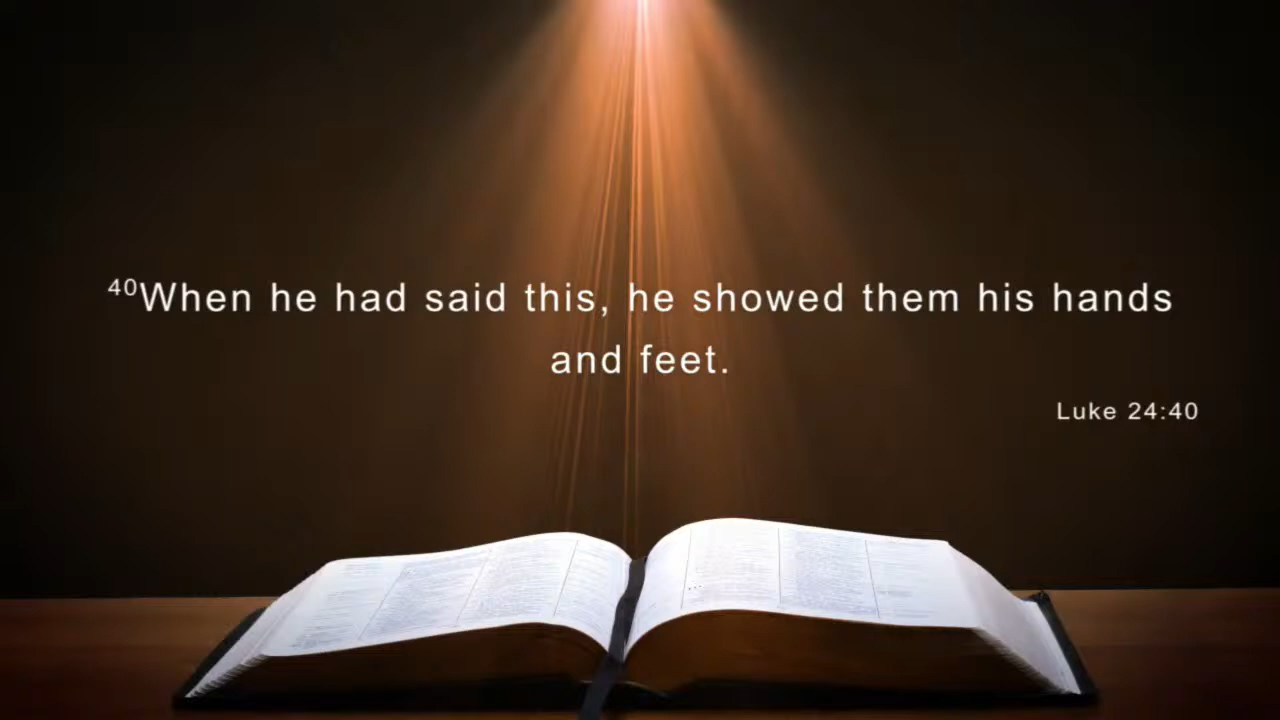 40When he had said this, he showed them his hands
and feet.
Luke 24:40